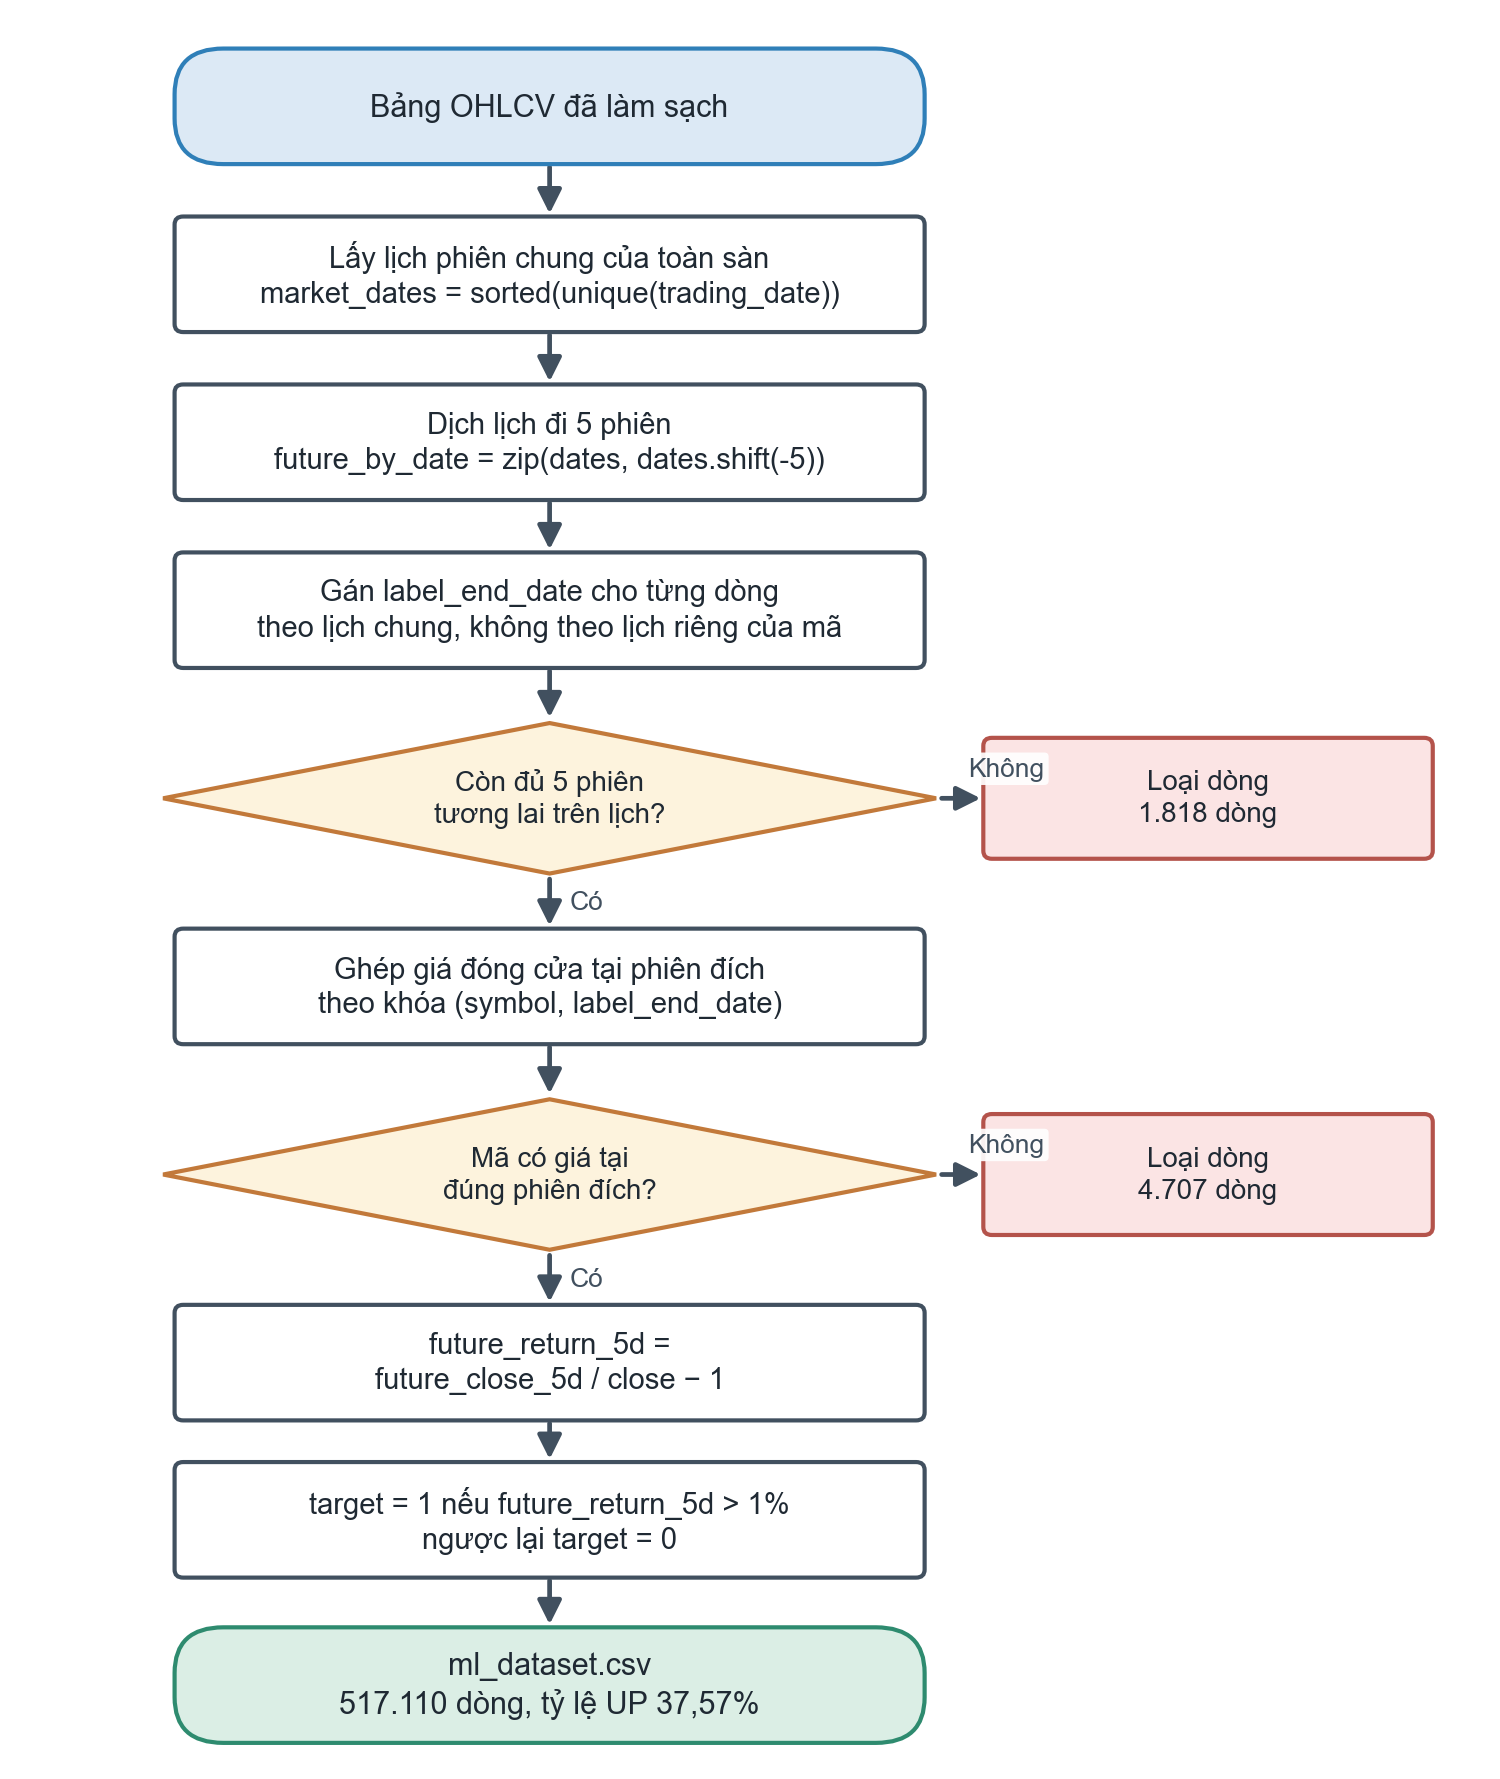 Bảng OHLCV đã làm sạch
Lấy lịch phiên chung của toàn sàn
market_dates = sorted(unique(trading_date))
Dịch lịch đi 5 phiên
future_by_date = zip(dates, dates.shift(-5))
Gán label_end_date cho từng dòng
theo lịch chung, không theo lịch riêng của mã
Còn đủ 5 phiên
tương lai trên lịch?
Không
Loại dòng
1.818 dòng
Có
Ghép giá đóng cửa tại phiên đích
theo khóa (symbol, label_end_date)
Mã có giá tại
đúng phiên đích?
Không
Loại dòng
4.707 dòng
Có
future_return_5d =
future_close_5d / close − 1
target = 1 nếu future_return_5d > 1%
ngược lại target = 0
ml_dataset.csv
517.110 dòng, tỷ lệ UP 37,57%